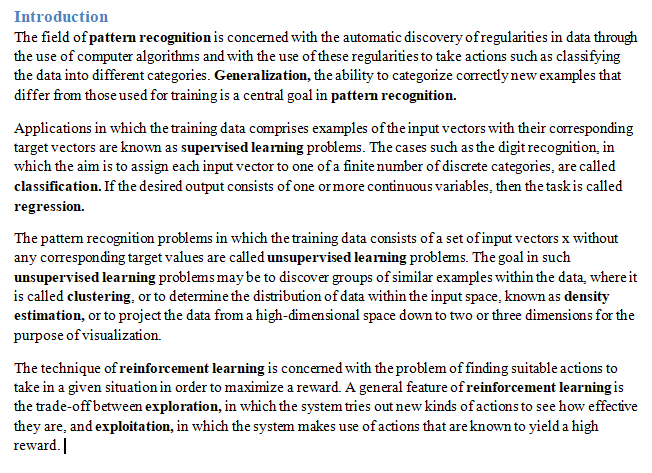 Introduction
The field of pattern recognition is concerned with the automatic discovery of regularities in data through
the use of computer algorithms and with the use of these regularities to take actions such as classifying
the data into different categories. Generalization, the ability to categorize correctly new examples that
differ from those used for training is a central goal in pattern recognition.
Applications in which the training data comprises examples of the input vectors with their corresponding
target vectors are known as supervised learning problems. The cases such as the digit recognition, in
which the aim is to assign each input vector to one of a finite number of discrete categories, are called
classification. If the desired output consists of one or more continuous variables, then the task is called
regression.
The pattern recognition problems in which the training data consists of a set of input vectors x without
any corresponding target values are called unsupervised learning problems. The goal in such
unsupervised learning problems may be to discover groups of similar examples within the data, where it
is called clustering, or to determine the distribution of data within the input space, known as density
estimation, or to project the data from a high-dimensional space down to two or three dimensions for the
purpose of visualization.
The technique of reinforcement learning is concerned with the problem of finding suitable actions to
take in a given situation in order to maximize a reward. A general feature of reinforcement learning is
the trade-off between exploration, in which the system tries out new kinds of actions to see how effective
they are, and exploitation, in which the system makes use of actions that are known to yield a high
reward.